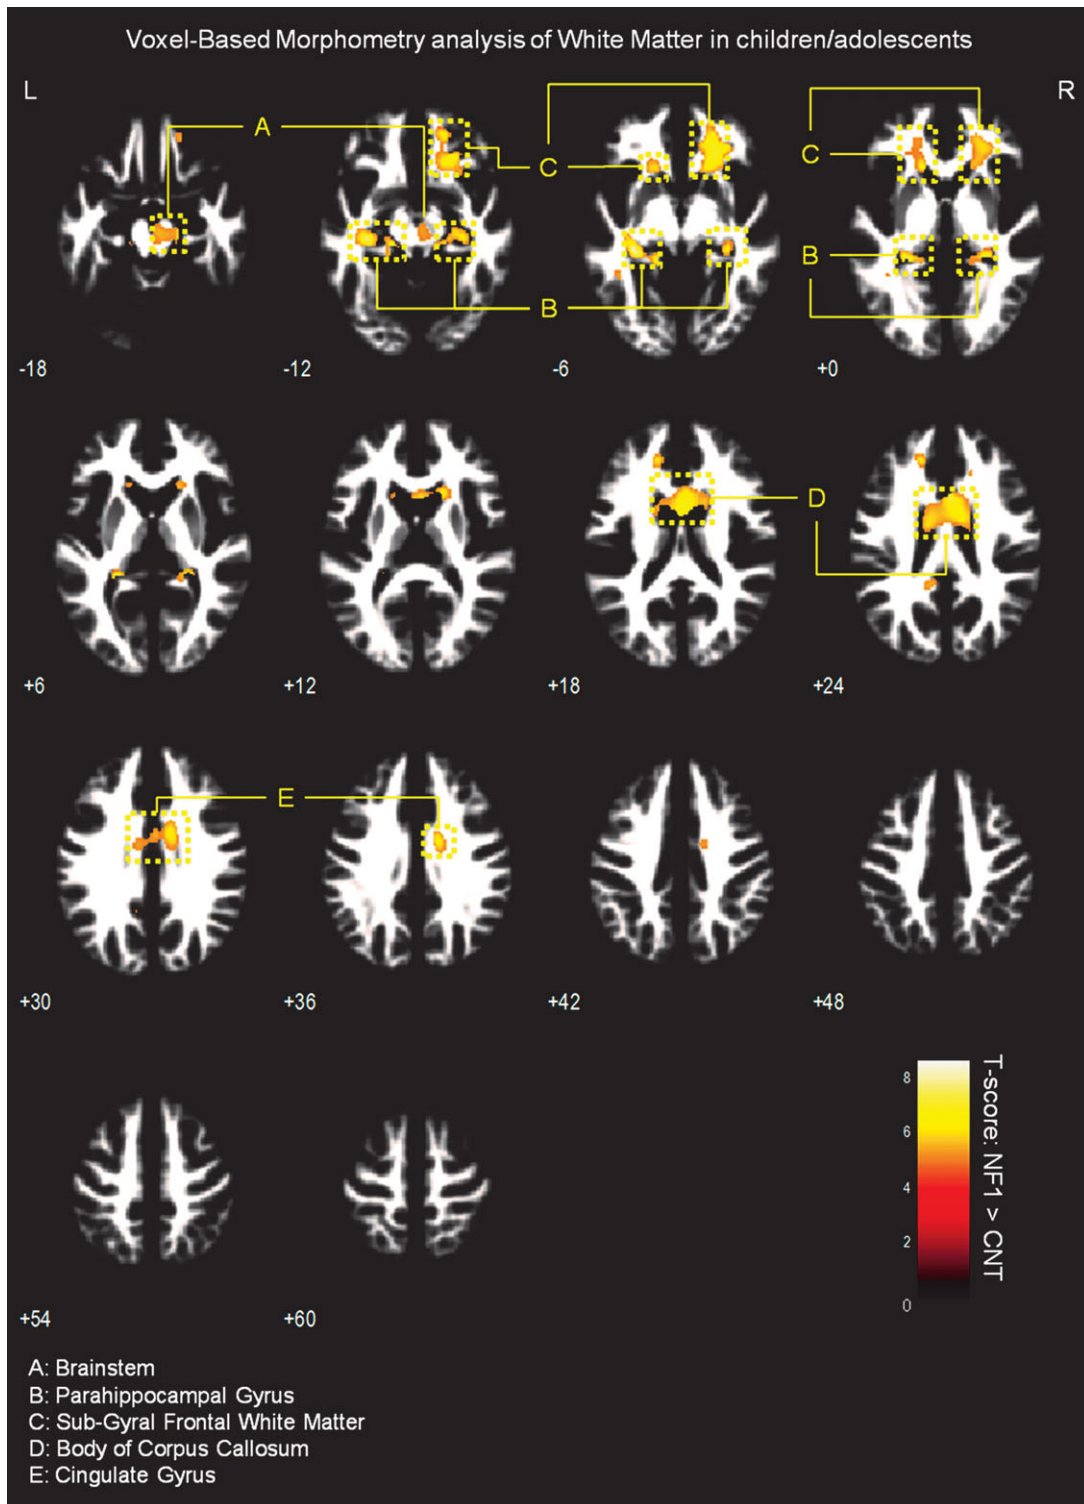 Voxel-Based Morphometry analysis of White Matter in children/adolescents
L
R
A
C
C
B
B
-18
-12
-6
+0
D
+6
+12
+18
+24
E
+30
+36
+42
+48
8
6
4
2
0
T-score: NF1 > CNT
+54
+60
A: Brainstem
B: Parahippocampal Gyrus
C: Sub-Gyral Frontal White Matter
D: Body of Corpus Callosum
E: Cingulate Gyrus